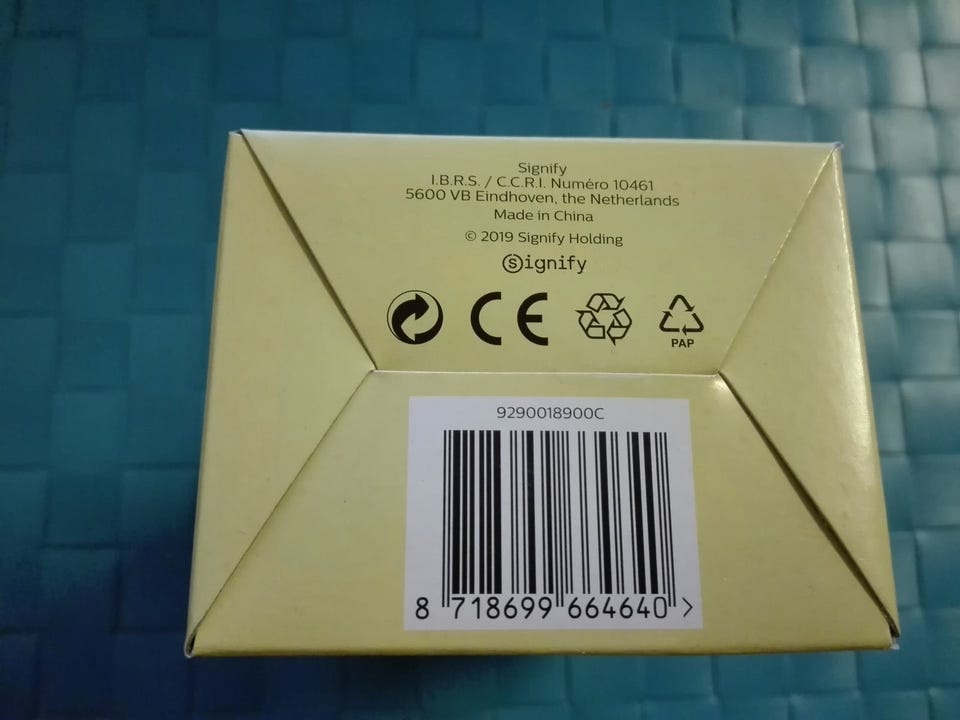 Signify
I.B.R.S. / C.C.R.I. Numéro 10461
5600 VB Eindhoven, the Netherlands
Made in China
© 2019 Signify Holding
Signify
CE
PAP
9290018900C
8 718699 664640 >